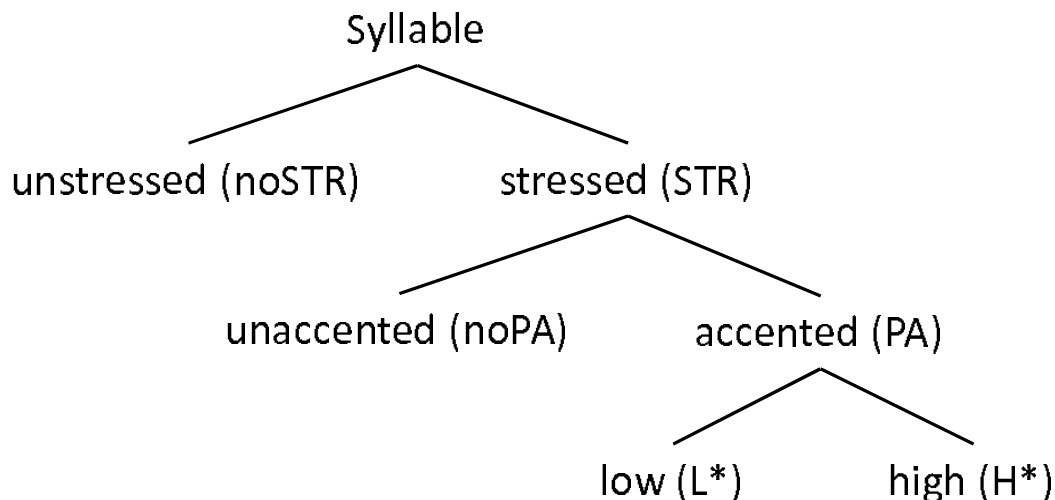 Syllable
unstressed (noSTR) stressed (STR)
unaccented (noPA) accented (PA)
low (L*) high (H*)